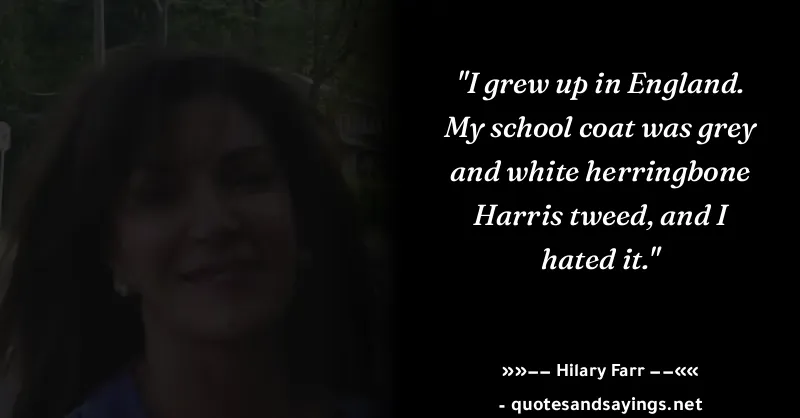 "I grew up in England.
My school coat was grey
and white herringbone
Harris tweed, and I
hated it."
»»−− Hilary Farr −−««
- quotesandsayings.net